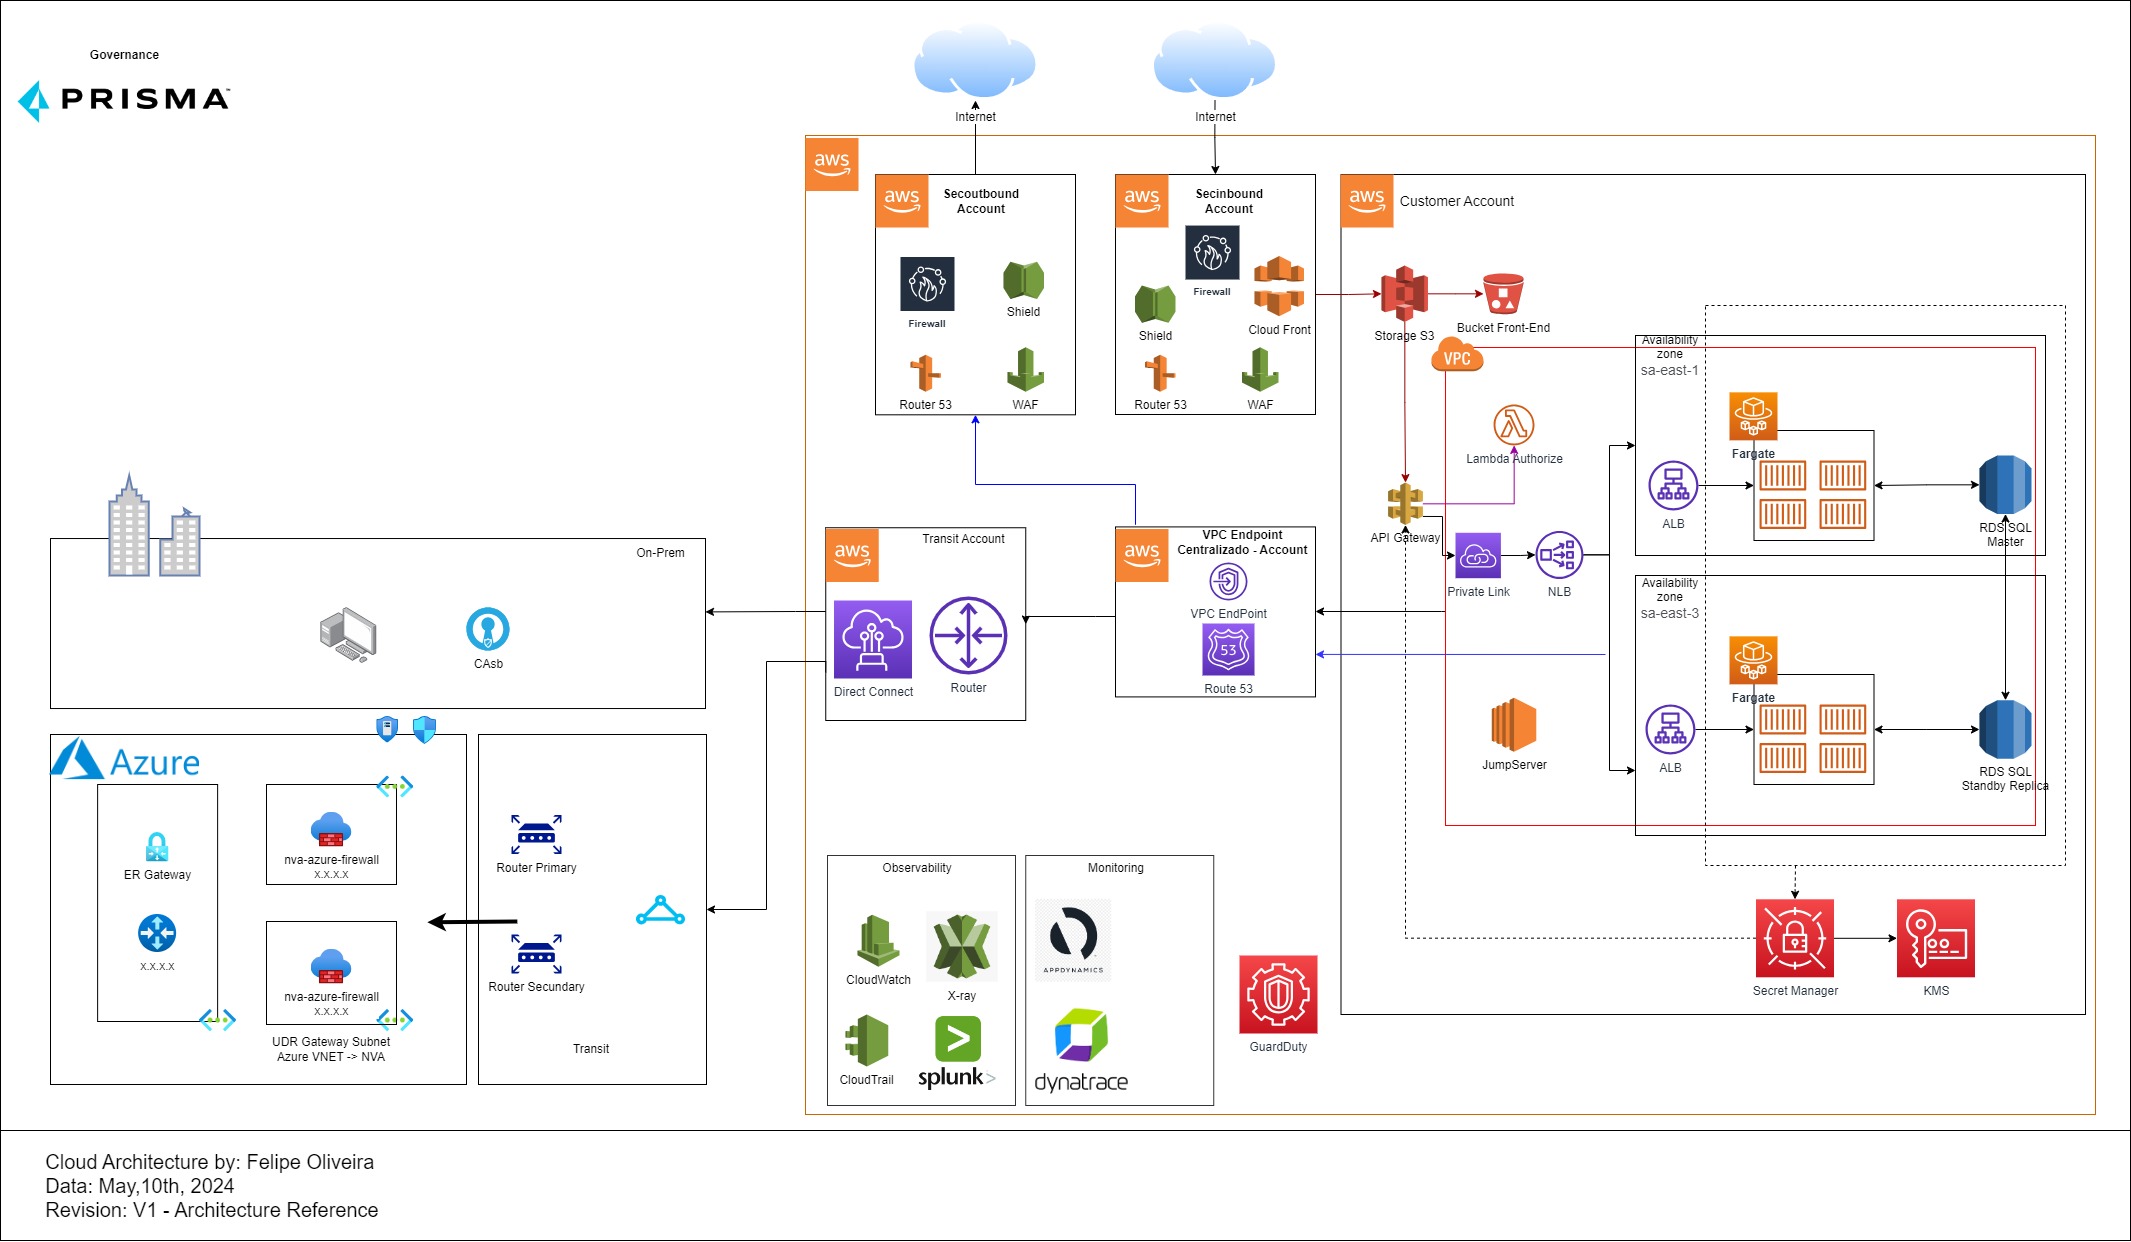 Governance
PRISMA
Internet
Internet
aws
aws
Secoutbound
Account
Firewall
Shield
Router 53
WAF
aws
Secinbound
Account
Firewall
Shield
Cloud Front
Router 53
WAF
aws
Customer Account
Storage S3
Bucket Front-End
VPC
Lambda Authorize
API Gateway
Private Link
NLB
JumpServer
Availability
zone
sa-east-1
Fargate
ALB
RDS SQL
Master
Availability
zone
sa-east-3
Fargate
ALB
RDS SQL
Standby Replica
Secret Manager
KMS
On-Prem
CAsb
aws
Transit Account
Direct Connect
Router
aws
VPC Endpoint
Centralizado - Account
VPC EndPoint
53
Route 53
Azure
ER Gateway
X.X.X.X
nva-azure-firewall
X.X.X.X
nva-azure-firewall
X.X.X.X
UDR Gateway Subnet
Azure VNET -> NVA
Router Primary
Router Secundary
Transit
Observability
CloudWatch
X-ray
CloudTrail
splunk>
Monitoring
APPDYNAMICS
dynatrace
GuardDuty
Cloud Architecture by: Felipe Oliveira
Data: May,10th, 2024
Revision: V1 - Architecture Reference